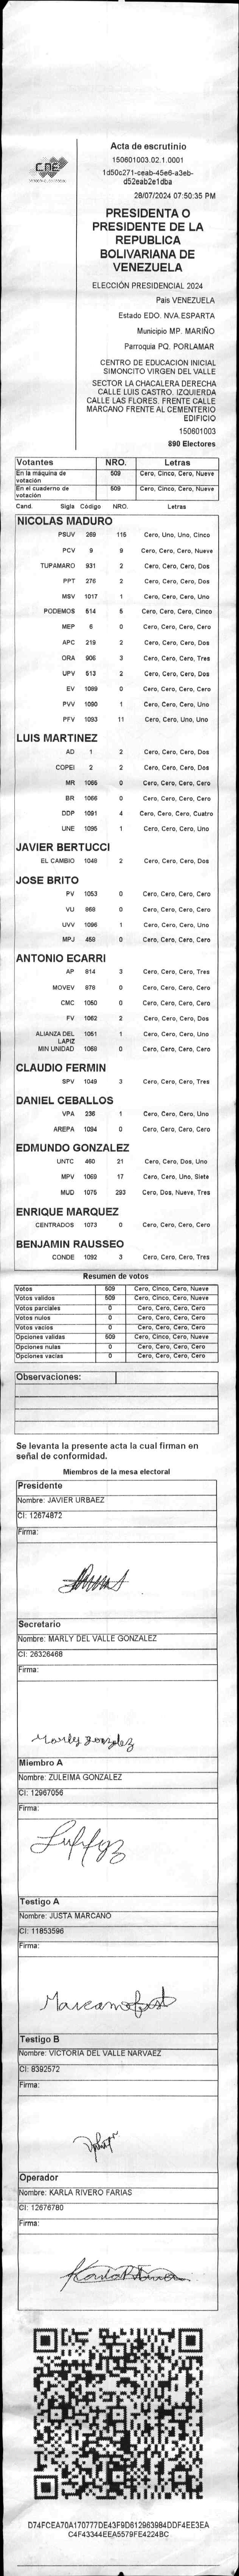 CNE
Acta de escrutinio
150601003.02.1.0001
1d50c271-ceab-45e6-a3eb-
d52eab2e1dba
28/07/2024 07:50:35 PM
PRESIDENTA O
PRESIDENTE DE LA
REPUBLICA
BOLIVARIANA DE
VENEZUELA
ELECCIÓN PRESIDENCIAL 2024
Pais VENEZUELA
Estado EDO. NVA.ESPARTA
Municipio MP. MARIÑO
Parroquia PQ. PORLAMAR
CENTRO DE EDUCACIÓN INICIAL
SIMONCITO VIRGEN DEL VALLE
SECTOR LA CHACALERA DERECHA
CALLE LUIS CASTRO. IZQUIERDA
CALLE LAS FLORES. FRENTE CALLE
MARCANO FRENTE AL CEMENTERIO
EDIFICIO
150601003
890 Electores
Votantes NRO. Letras
En la máquina de votación 509 Cero, Cinco, Cero, Nueve
En el cuaderno de votación 509 Cero, Cinco, Cero, Nueve
Cand. Sigla Código NRO. Letras
NICOLAS MADURO
PSUV 269 115 Cero, Uno, Uno, Cinco
PCV 9 9 Cero, Cero, Cero, Nueve
TUPAMARO 931 2 Cero, Cero, Cero, Dos
PPT 276 2 Cero, Cero, Cero, Dos
MSV 1017 1 Cero, Cero, Cero, Uno
PODEMOS 514 5 Cero, Cero, Cero, Cinco
MEP 6 0 Cero, Cero, Cero, Cero
APC 219 2 Cero, Cero, Cero, Dos
ORA 906 3 Cero, Cero, Cero, Tres
UPV 513 2 Cero, Cero, Cero, Dos
EV 1089 0 Cero, Cero, Cero, Cero
PVV 1090 1 Cero, Cero, Cero, Uno
PFV 1093 11 Cero, Cero, Uno, Uno
LUIS MARTINEZ
AD 1 2 Cero, Cero, Cero, Dos
COPEI 2 2 Cero, Cero, Cero, Dos
MR 1065 0 Cero, Cero, Cero, Cero
BR 1066 0 Cero, Cero, Cero, Cero
DDP 1091 4 Cero, Cero, Cero, Cuatro
UNE 1095 1 Cero, Cero, Cero, Uno
JAVIER BERTUCCI
EL CAMBIO 1048 2 Cero, Cero, Cero, Dos
JOSE BRITO
PV 1053 0 Cero, Cero, Cero, Cero
VU 868 0 Cero, Cero, Cero, Cero
UVV 1096 1 Cero, Cero, Cero, Uno
MPJ 458 0 Cero, Cero, Cero, Cero
ANTONIO ECARRI
AP 814 3 Cero, Cero, Cero, Tres
MOVEV 878 0 Cero, Cero, Cero, Cero
CMC 1050 0 Cero, Cero, Cero, Cero
FV 1062 2 Cero, Cero, Cero, Dos
ALIANZA DEL LAPIZ 1051 1 Cero, Cero, Cero, Uno
MIN UNIDAD 1068 0 Cero, Cero, Cero, Cero
CLAUDIO FERMIN
SPV 1049 3 Cero, Cero, Cero, Tres
DANIEL CEBALLOS
VPA 236 1 Cero, Cero, Cero, Uno
AREPA 1094 0 Cero, Cero, Cero, Cero
EDMUNDO GONZALEZ
UNTC 460 21 Cero, Cero, Dos, Uno
MPV 1069 17 Cero, Cero, Uno, Siete
MUD 1075 293 Cero, Dos, Nueve, Tres
ENRIQUE MARQUEZ
CENTRADOS 1073 0 Cero, Cero, Cero, Cero
BENJAMIN RAUSSEO
CONDE 1092 3 Cero, Cero, Cero, Tres
Resumen de votos
Votos 509 Cero, Cinco, Cero, Nueve
Votos validos 509 Cero, Cinco, Cero, Nueve
Votos parciales 0 Cero, Cero, Cero, Cero
Votos nulos 0 Cero, Cero, Cero, Cero
Votos vacios 0 Cero, Cero, Cero, Cero
Opciones validas 509 Cero, Cinco, Cero, Nueve
Opciones nulas 0 Cero, Cero, Cero, Cero
Opciones vacias 0 Cero, Cero, Cero, Cero
Observaciones:
Se levanta la presente acta la cual firman en
señal de conformidad.
Miembros de la mesa electoral
Presidente
Nombre: JAVIER URBAEZ
CI: 12674872
Firma:
Secretario
Nombre: MARLY DEL VALLE GONZALEZ
CI: 26326468
Firma:
Marly gonzalez
Miembro A
Nombre: ZULEIMA GONZALEZ
CI: 12967056
Firma:
Testigo A
Nombre: JUSTA MARCANO
CI: 11853596
Firma:
Testigo B
Nombre: VICTORIA DEL VALLE NARVAEZ
CI: 8392572
Firma:
Operador
Nombre: KARLA RIVERO FARIAS
CI: 12676780
Firma:
D74FCEA70A170777DE43F9D612963984DDF4EE3EA
C4F43344EEA5579FE4224BC